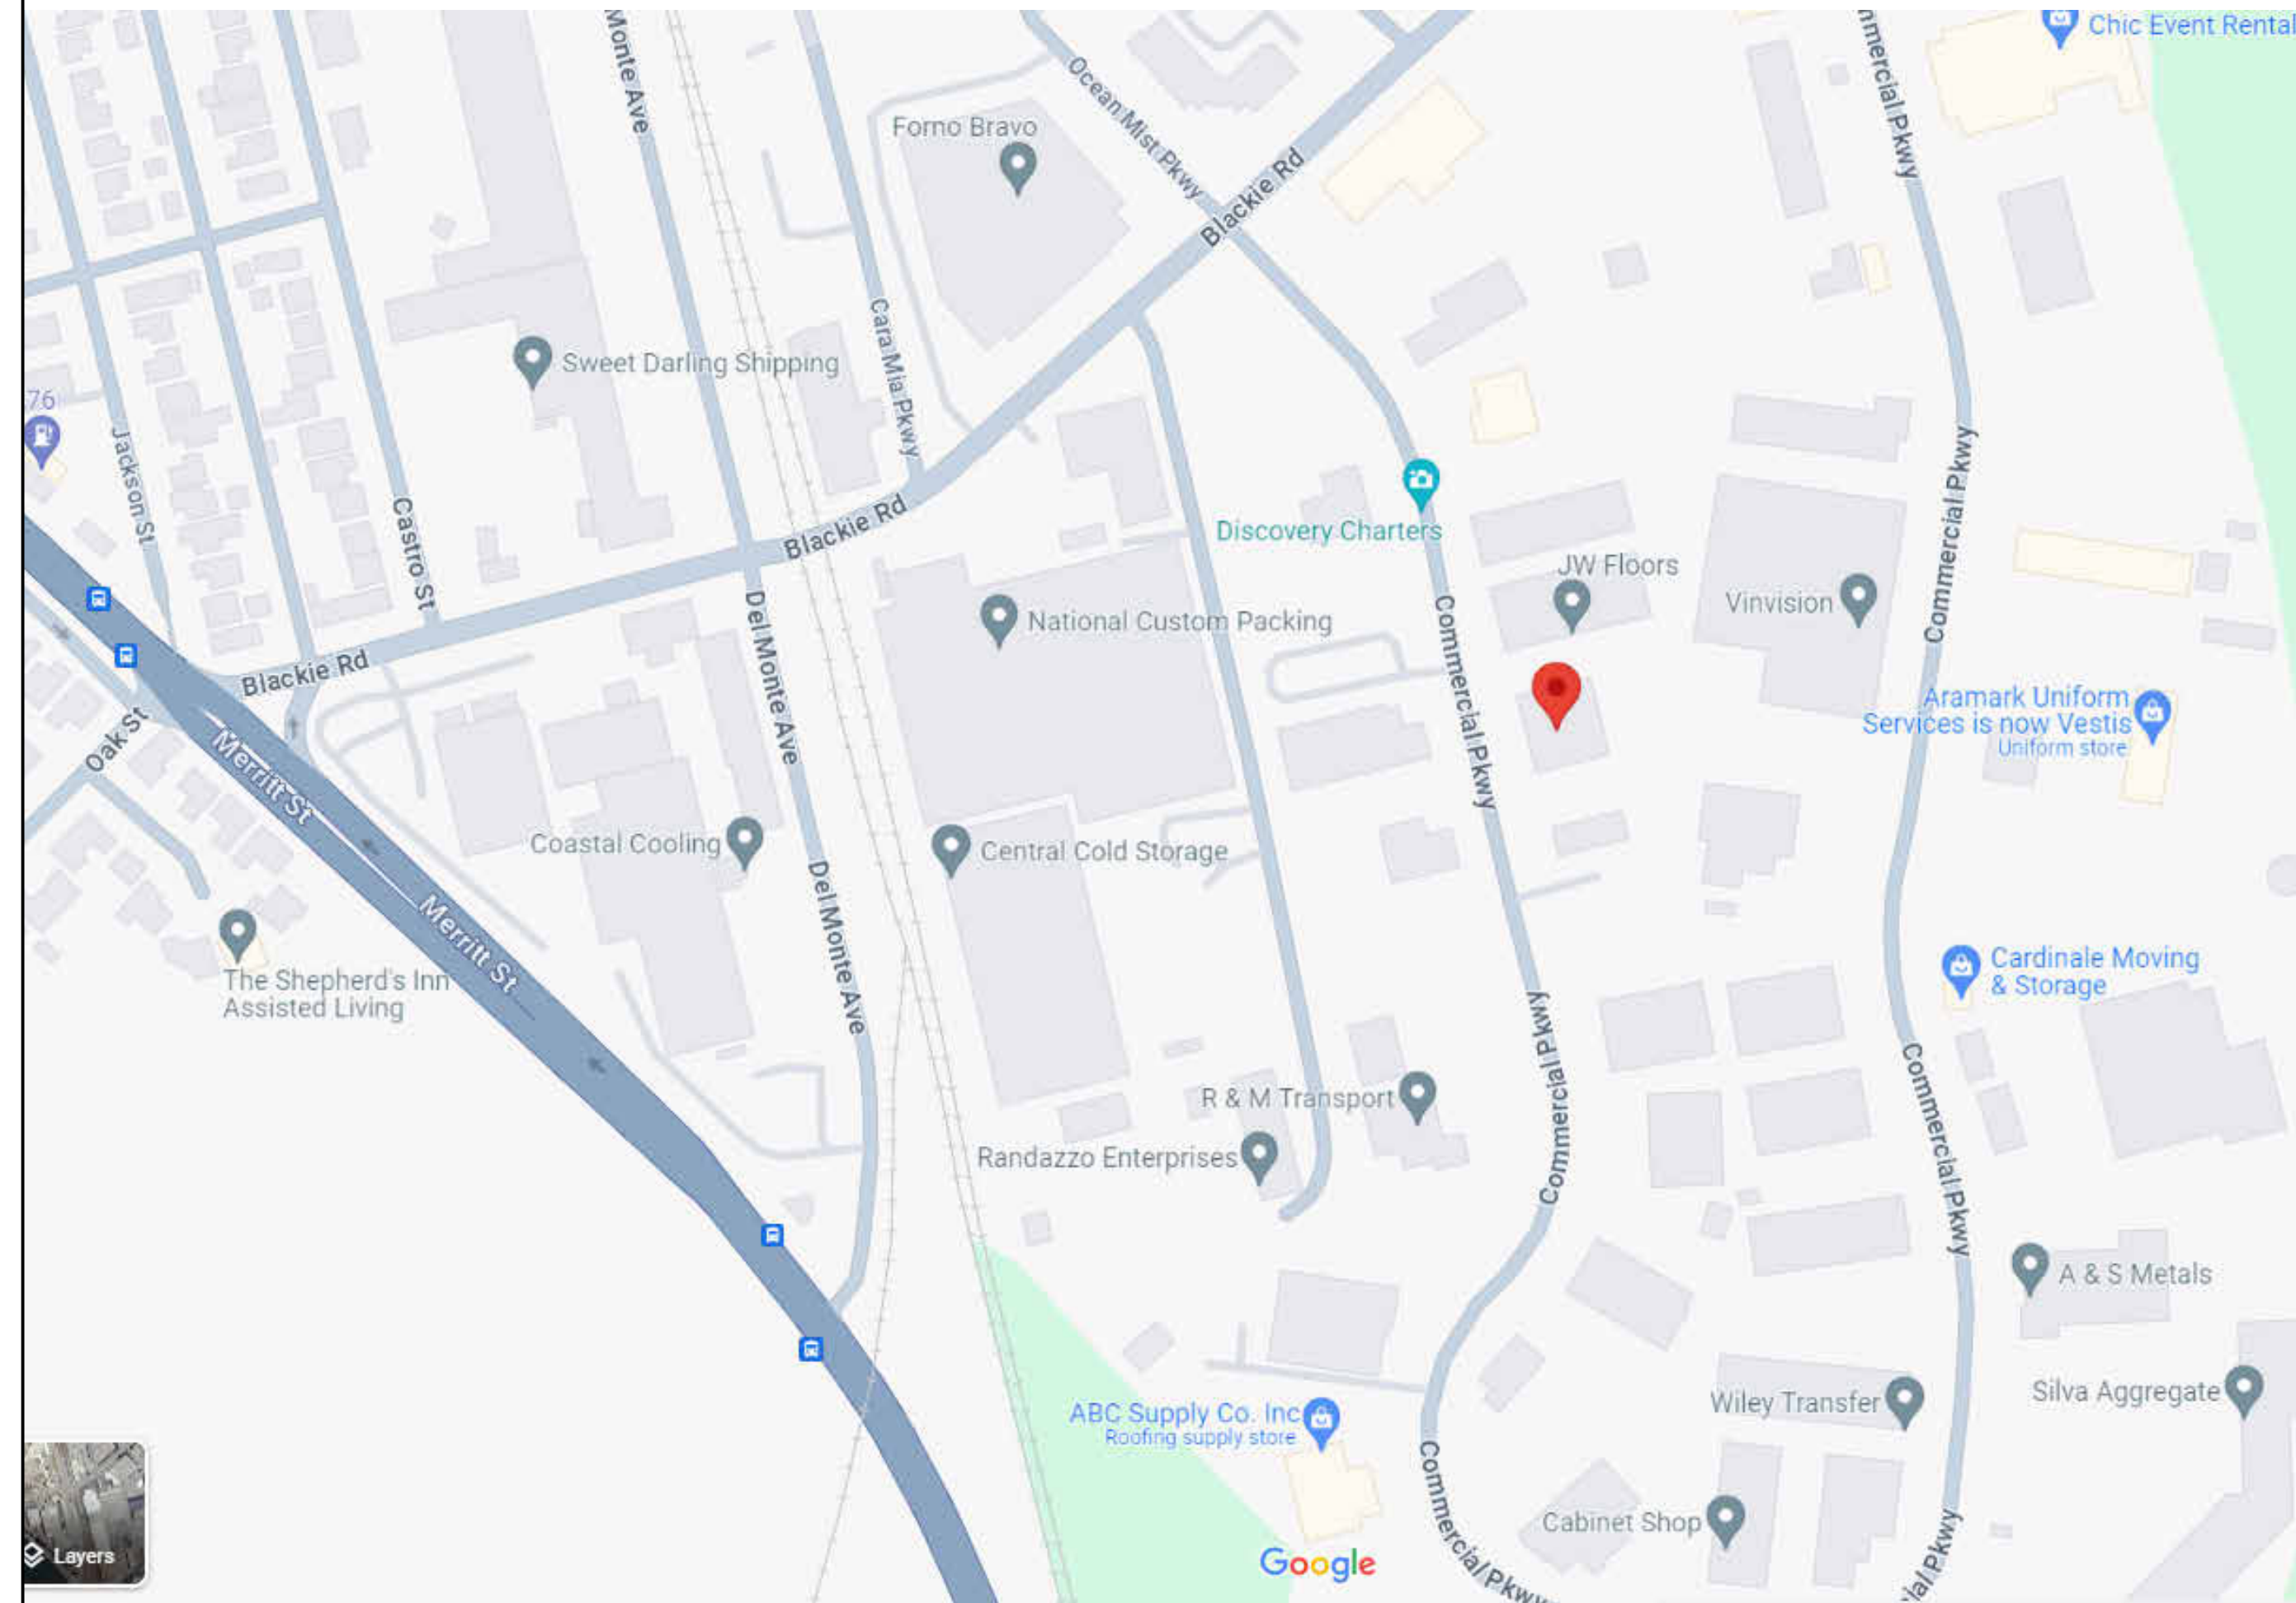 Chic Event Rental
Monte Ave
Ocean Mist Pkwy
nmercial Pkwy
Forno Bravo
Blackie Rd
Sweet Darling Shipping
Cara Mia Pkwy
76
Jackson St
Castro St
Blackie Rd
Discovery Charters
Commercial Pkwy
JW Floors
Vinvision
National Custom Packing
Del Monte Ave
Commercial Pkwy
Blackie Rd
Oak St
Merritt St
Aramark Uniform
Services is now Vestis
Uniform store
Coastal Cooling
Central Cold Storage
Del Monte Ave
Merritt St
The Shepherd's Inn
Assisted Living
Cardinale Moving
& Storage
Commercial Pkwy
Commercial Pkwy
R & M Transport
Randazzo Enterprises
A & S Metals
Silva Aggregate
Wiley Transfer
ABC Supply Co. Inc
Roofing supply store
Commercial Pkwy
Cabinet Shop
ial Pkwy
Layers
Google